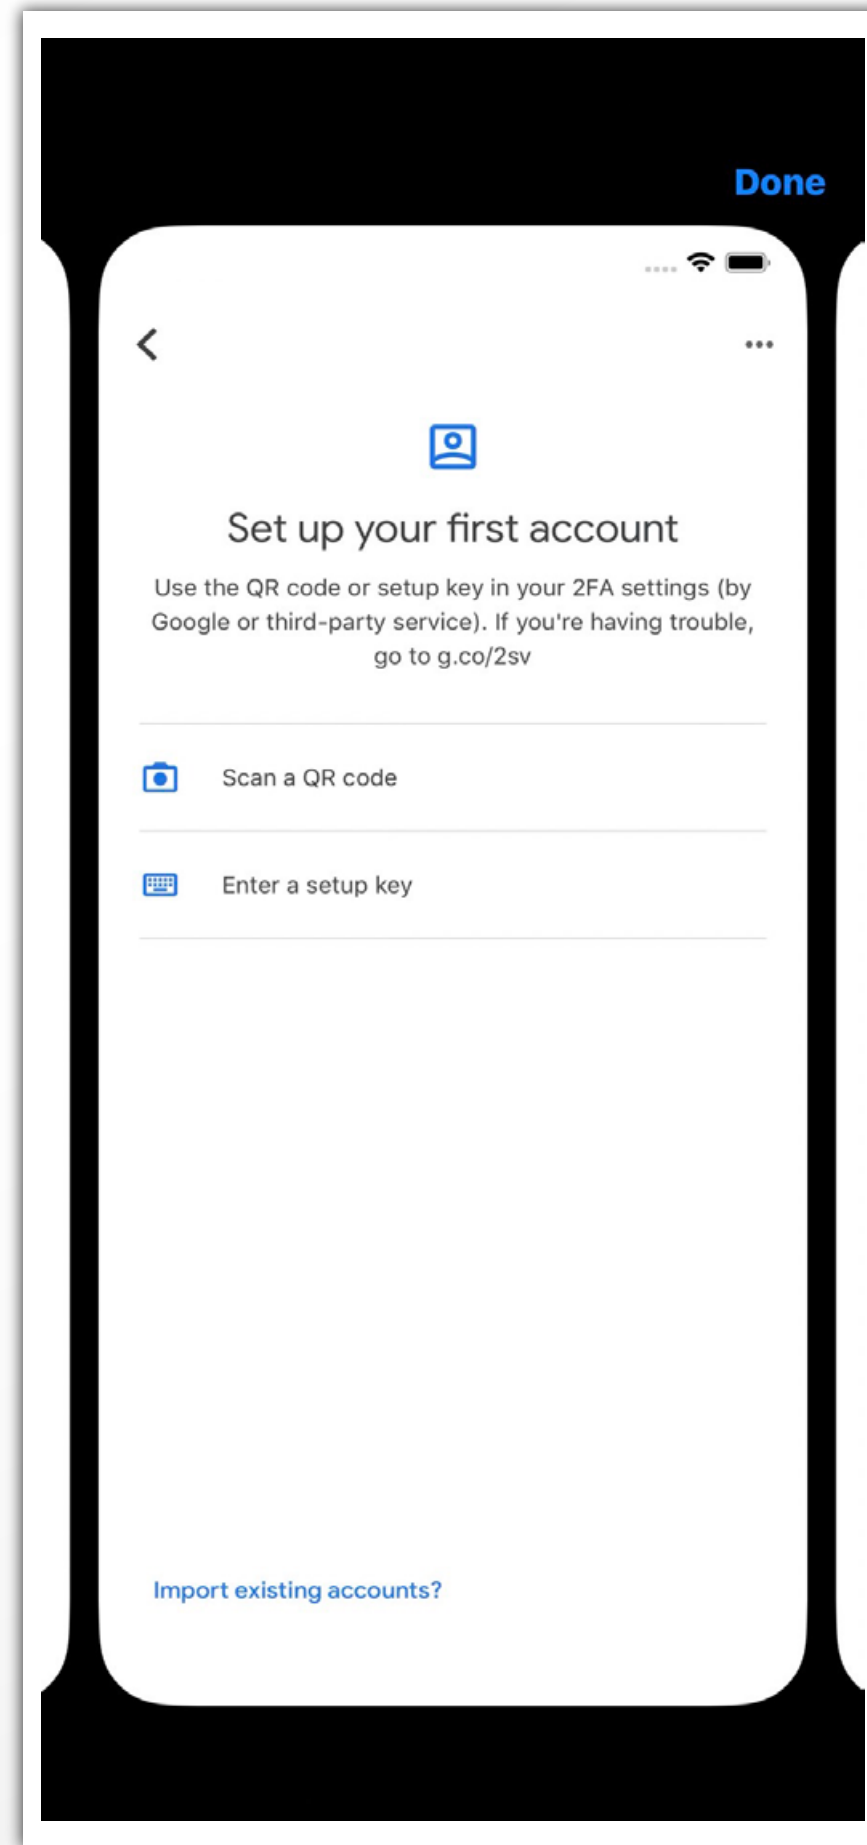 Done
Set up your first account
Use the QR code or setup key in your 2FA settings (by
Google or third-party service). If you're having trouble,
go to g.co/2sv
Scan a QR code
Enter a setup key
Import existing accounts?